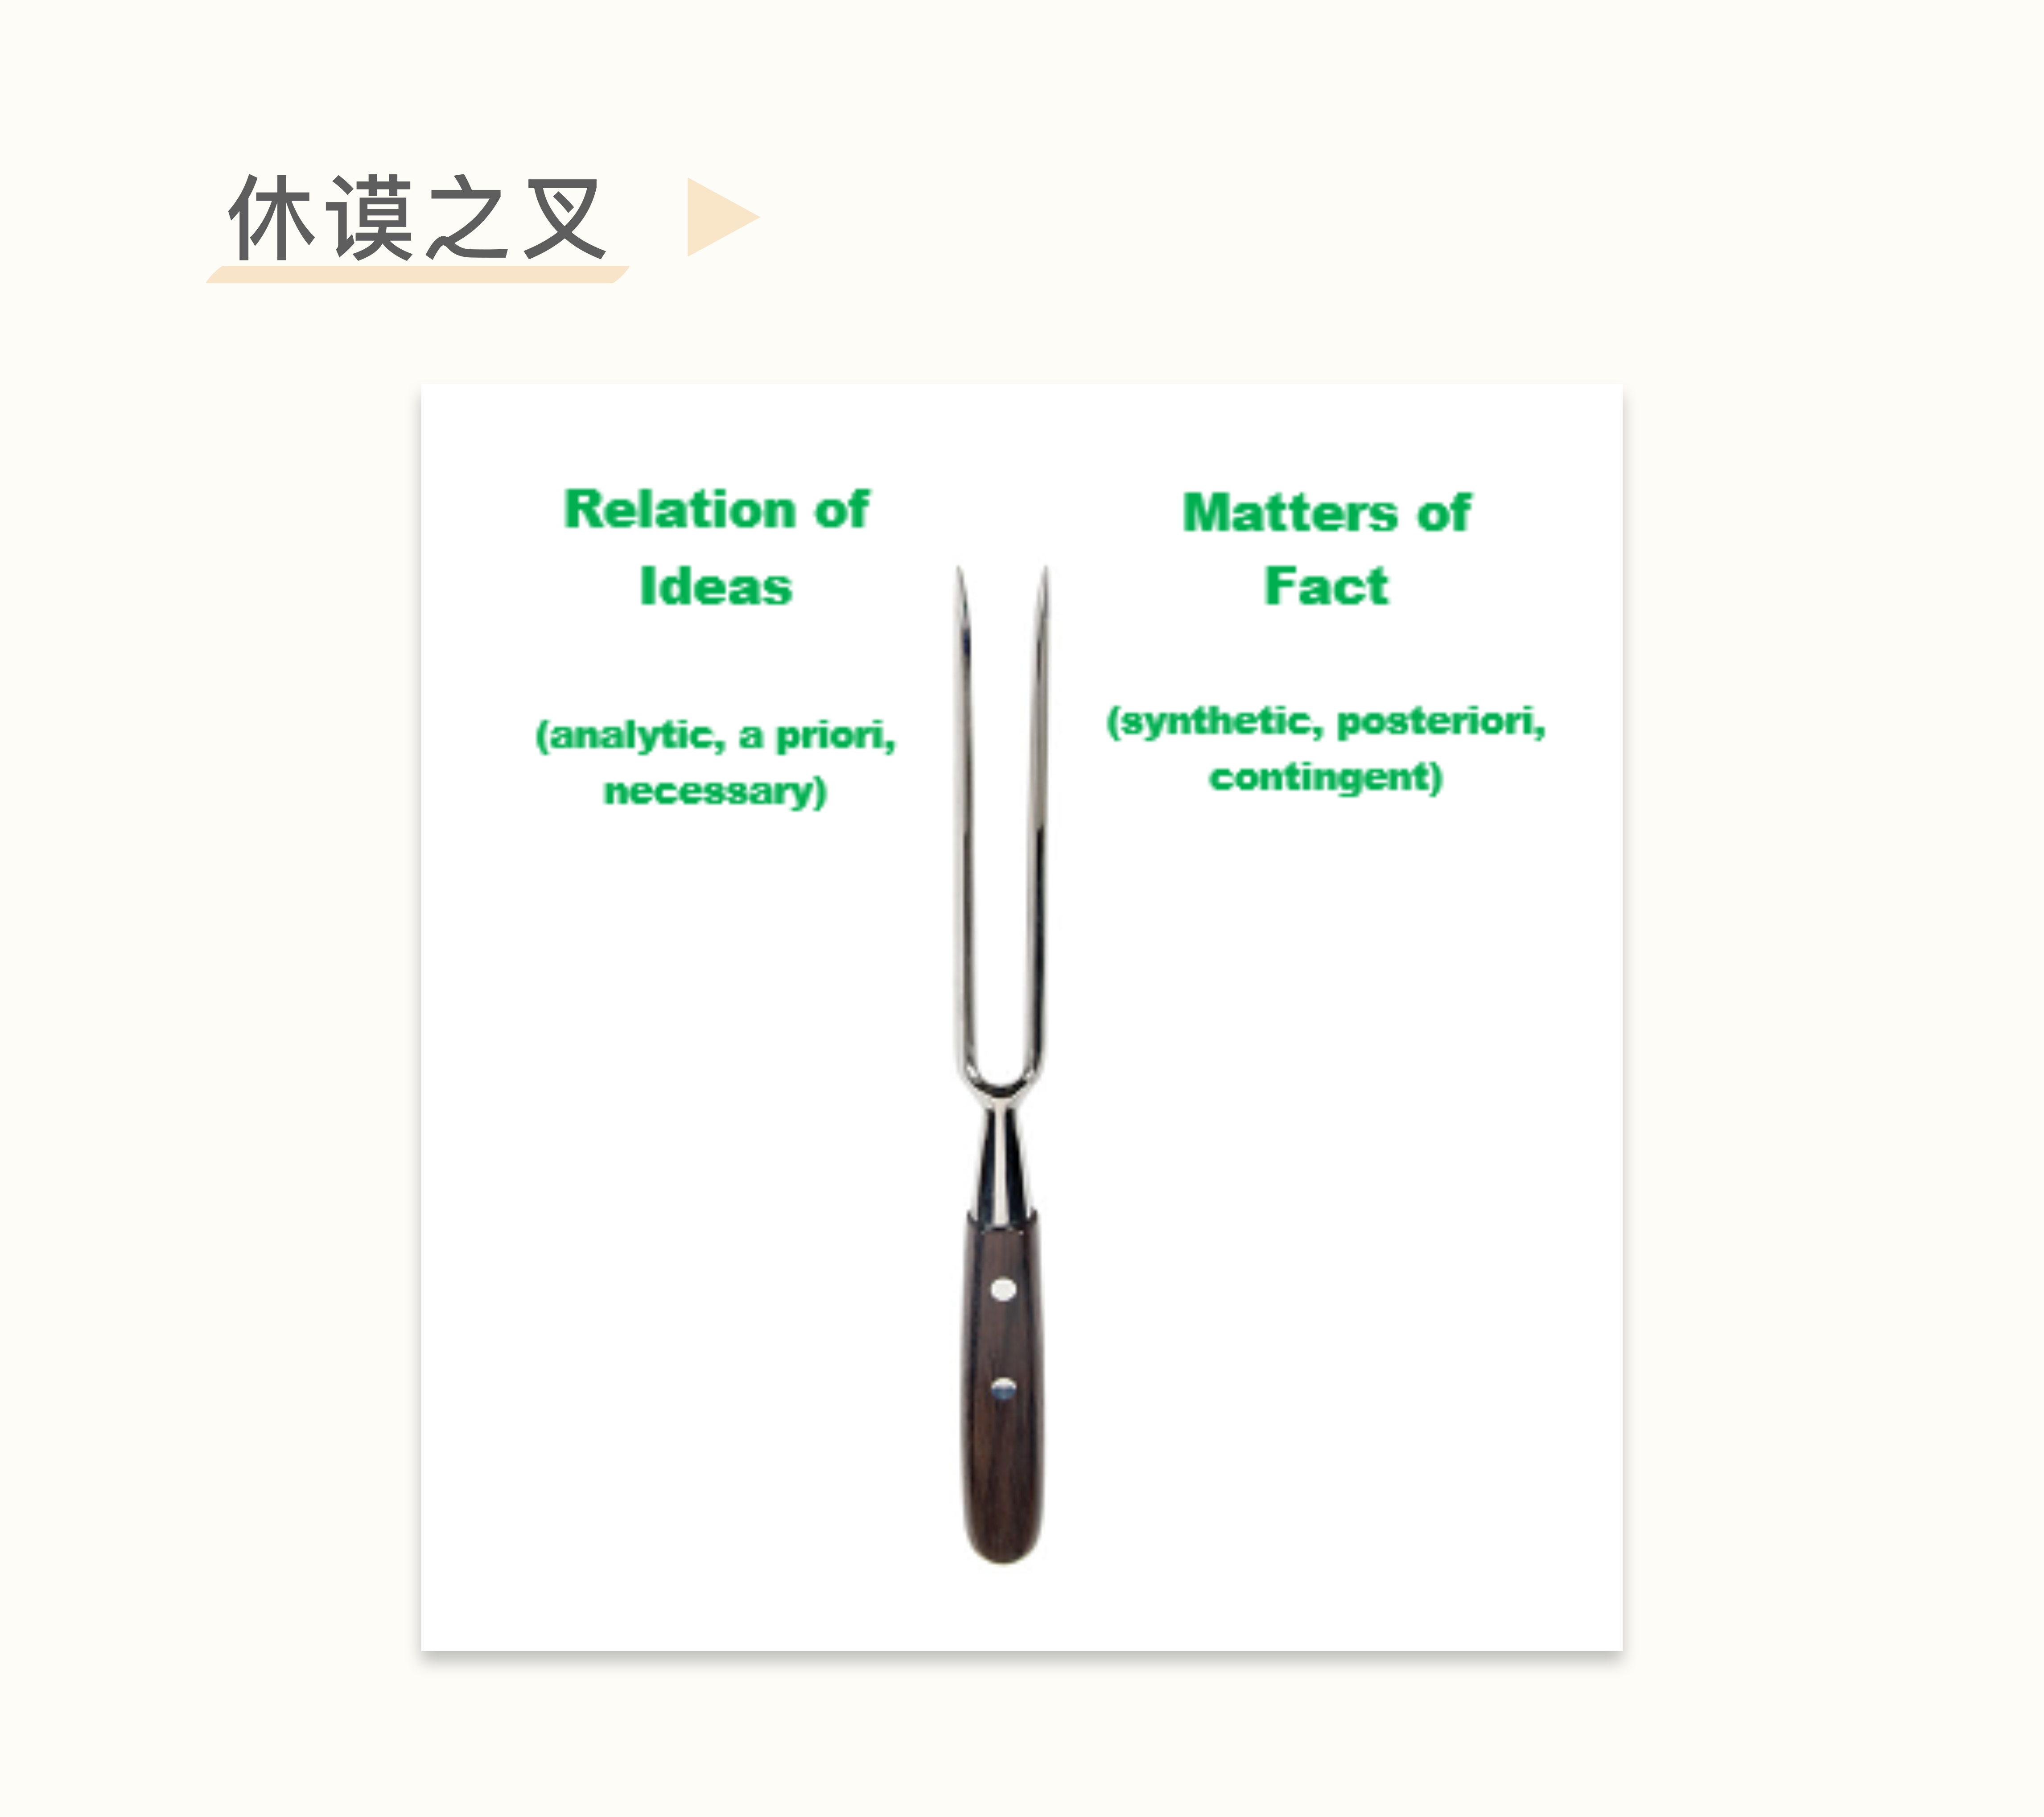 休谟之叉
Relation of
Ideas
(analytic, a priori,
necessary)
Matters of
Fact
(synthetic, posteriori,
contingent)